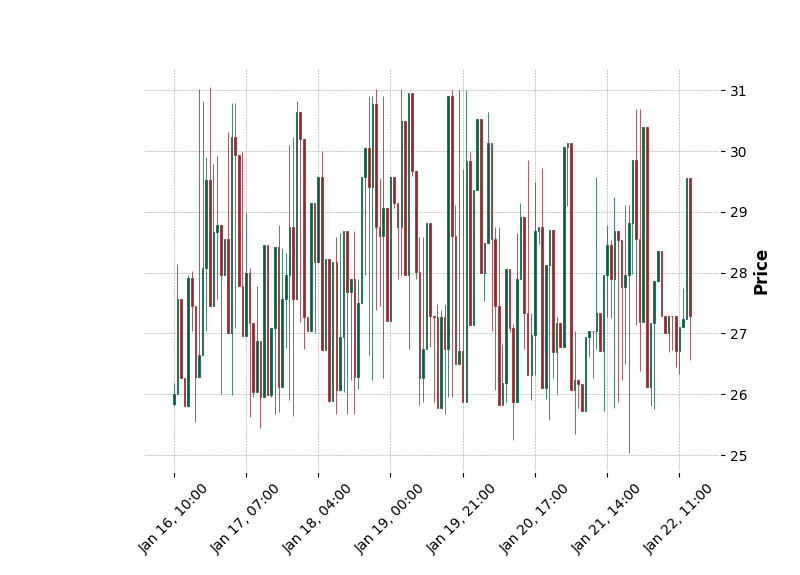 31
30
29
28
27
26
25
Price
Jan 16, 10:00
Jan 17, 07:00
Jan 18, 04:00
Jan 19, 00:00
Jan 19, 21:00
Jan 20, 17:00
Jan 21, 14:00
Jan 22, 11:00